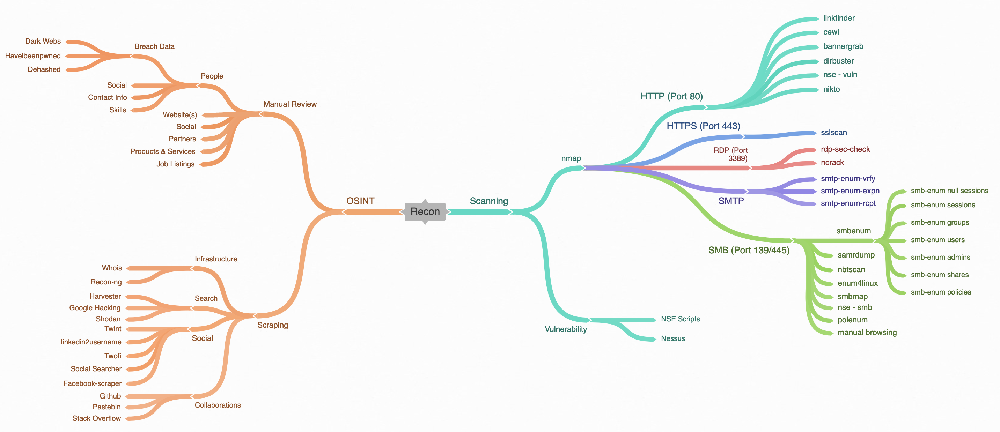 Recon
OSINT
Manual Review
People
Breach Data
Dark Webs
Haveibeenpwned
Dehashed
Social
Contact Info
Skills
Website(s)
Social
Partners
Products & Services
Job Listings
Scraping
Infrastructure
Whois
Recon-ng
Search
Harvester
Google Hacking
Shodan
Social
Twint
linkedin2username
Twofi
Social Searcher
Facebook-scraper
Collaborations
Github
Pastebin
Stack Overflow
Scanning
nmap
HTTP (Port 80)
linkfinder
cewl
bannergrab
dirbuster
nse - vuln
nikto
HTTPS (Port 443)
sslscan
RDP (Port
3389)
rdp-sec-check
ncrack
SMTP
smtp-enum-vrfy
smtp-enum-expn
smtp-enum-rcpt
SMB (Port 139/445)
smbenum
smb-enum null sessions
smb-enum sessions
smb-enum groups
smb-enum users
smb-enum admins
smb-enum shares
smb-enum policies
samrdump
nbtscan
enum4linux
smbmap
nse - smb
polenum
manual browsing
Vulnerability
NSE Scripts
Nessus